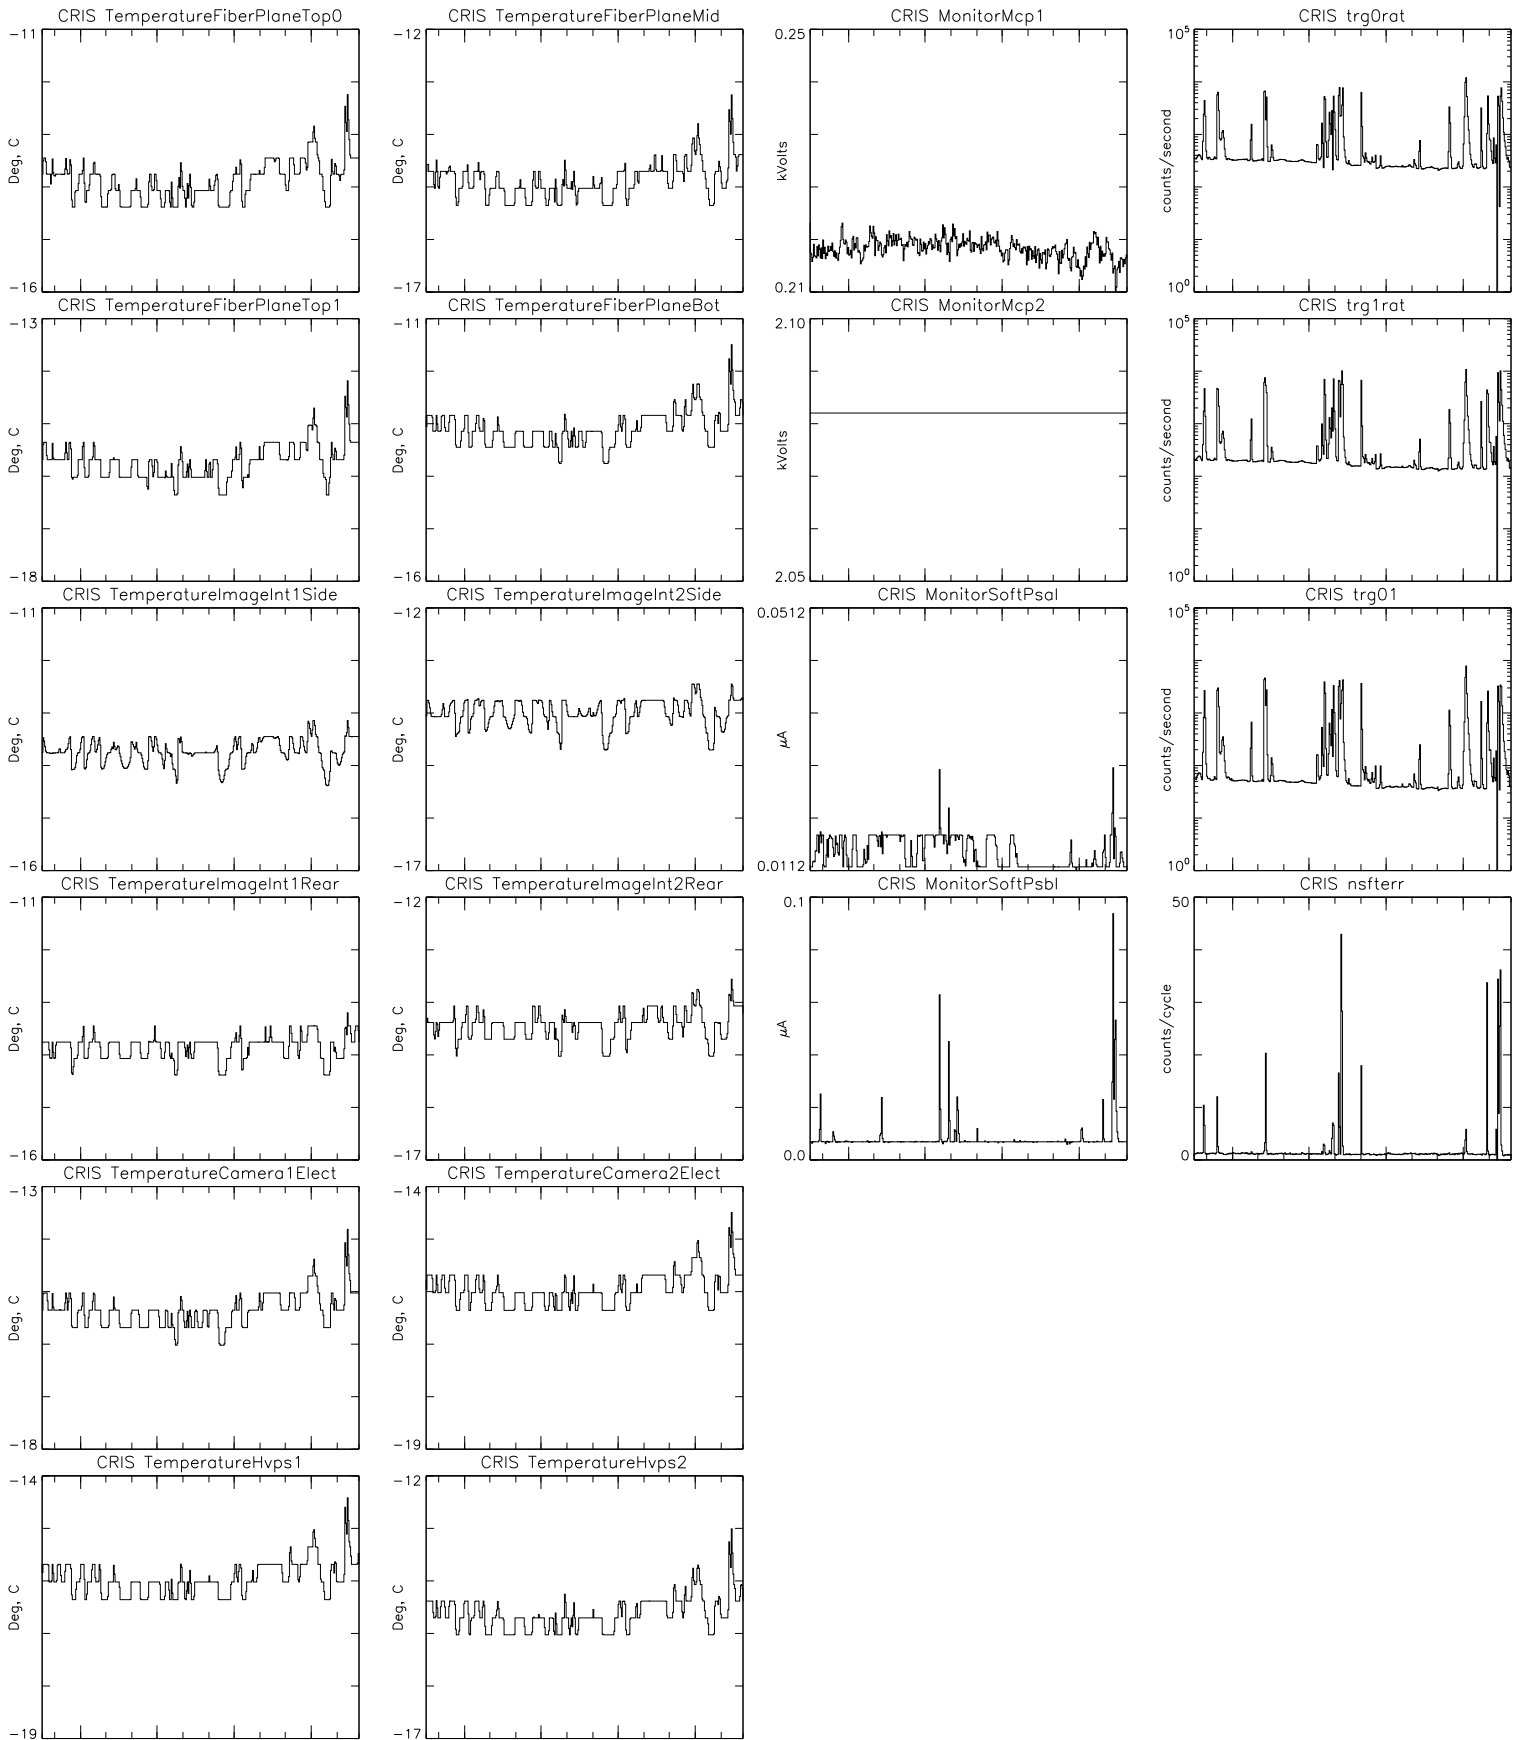 CRIS TemperatureFiberPlaneTop0
CRIS TemperatureFiberPlaneMid
CRIS MonitorMcp1
CRIS trg0rat
-11
Deg, C
-16
-12
Deg, C
-17
0.25
kVolts
0.21
10^5
counts/second
10^0
CRIS TemperatureFiberPlaneTop1
CRIS TemperatureFiberPlaneBot
CRIS MonitorMcp2
CRIS trg1rat
-13
Deg, C
-18
-11
Deg, C
-16
2.10
kVolts
2.05
10^5
counts/second
10^0
CRIS TemperatureImageInt1Side
CRIS TemperatureImageInt2Side
CRIS MonitorSoftPsaI
CRIS trg01
-11
Deg, C
-16
-12
Deg, C
-17
0.0512
μA
0.0112
10^5
counts/second
10^0
CRIS TemperatureImageInt1Rear
CRIS TemperatureImageInt2Rear
CRIS MonitorSoftPsbI
CRIS nsfterr
-11
Deg, C
-16
-12
Deg, C
-17
0.1
μA
0.0
50
counts/cycle
0
CRIS TemperatureCamera1Elect
CRIS TemperatureCamera2Elect
-13
Deg, C
-18
-14
Deg, C
-19
CRIS TemperatureHvps1
CRIS TemperatureHvps2
-14
Deg, C
-19
-12
Deg, C
-17